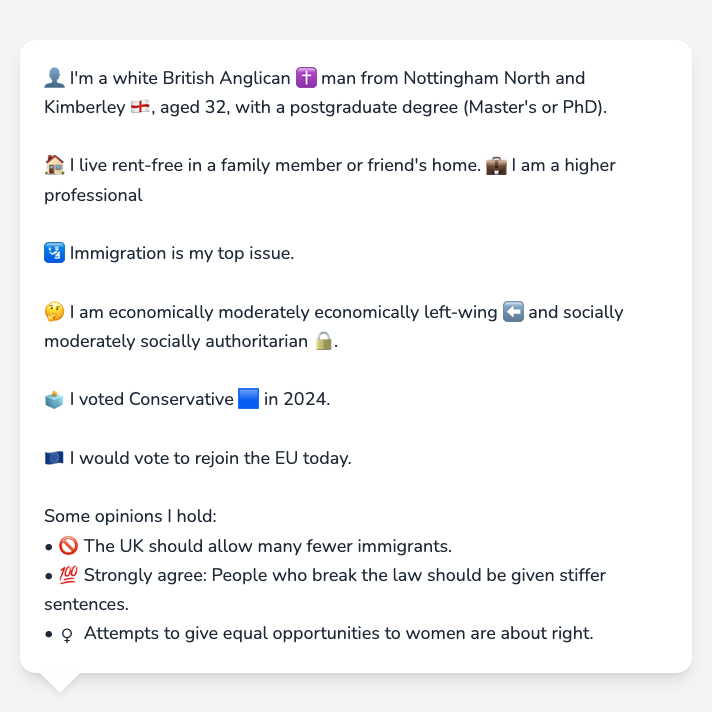 👤 I'm a white British Anglican ✝️ man from Nottingham North and
Kimberley 🏴󠁧󠁢󠁥󠁮󠁧󠁿, aged 32, with a postgraduate degree (Master's or PhD).
🏠 I live rent-free in a family member or friend's home. 💼 I am a higher
professional
🛂 Immigration is my top issue.
🤔 I am economically moderately economically left-wing ⬅️ and socially
moderately socially authoritarian 🔒.
🗳️ I voted Conservative 🟦 in 2024.
🇪🇺 I would vote to rejoin the EU today.
Some opinions I hold:
• 🚫 The UK should allow many fewer immigrants.
• 💯 Strongly agree: People who break the law should be given stiffer
sentences.
• ♀ Attempts to give equal opportunities to women are about right.